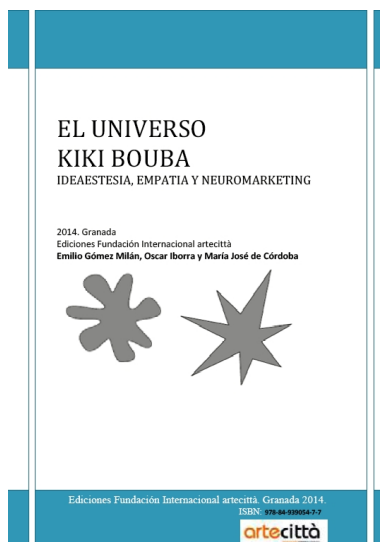 EL UNIVERSO
KIKI BOUBA
IDEAESTESIA, EMPATIA Y NEUROMARKETING
2014. Granada
Ediciones Fundación Internacional artecittà
Emilio Gómez Milán, Oscar Iborra y María José de Córdoba
Ediciones Fundación Internacional artecittà. Granada 2014.
ISBN: 978-84-939054-7-7
artecittà